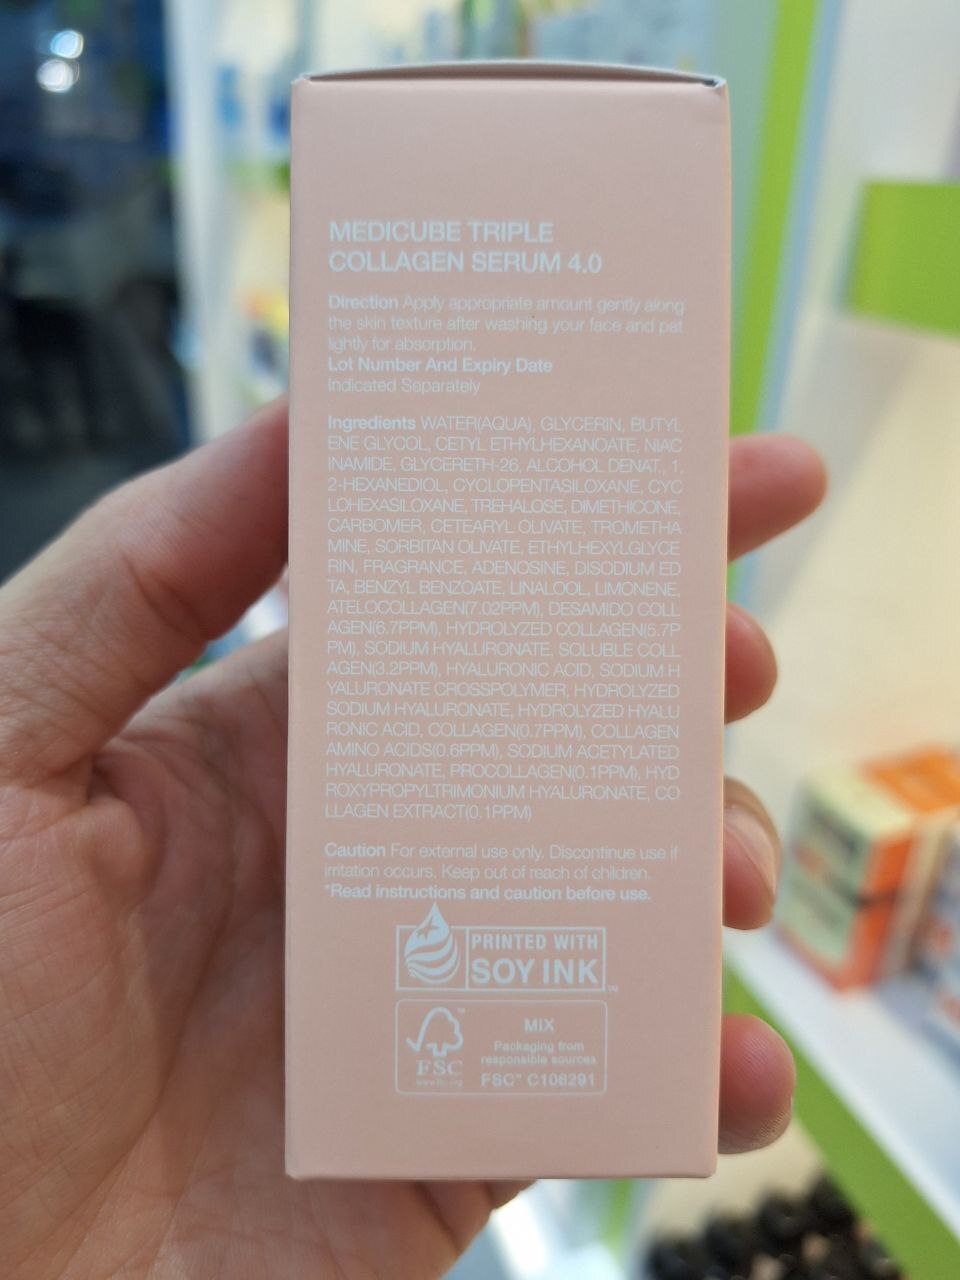 MEDICUBE TRIPLE
COLLAGEN SERUM 4.0
Direction Apply appropriate amount gently along
the skin texture after washing your face and pat
lightly for absorption.
Lot Number And Expiry Date
Indicated Separately
Ingredients WATER(AQUA), GLYCERIN, BUTYL
ENE GLYCOL, CETYL ETHYLHEXANOATE, NIAC
INAMIDE, GLYCERETH-26, ALCOHOL DENAT., 1,
2-HEXANEDIOL, CYCLOPENTASILOXANE, CYC
LOHEXASILOXANE, TREHALOSE, DIMETHICONE,
CARBOMER, CETEARYL OLIVATE, TROMETHA
MINE, SORBITAN OLIVATE, ETHYLHEXYLGLYCE
RIN, FRAGRANCE, ADENOSINE, DISODIUM ED
TA, BENZYL BENZOATE, LINALOOL, LIMONENE,
ATELOCOLLAGEN(7.02PPM), DESAMIDO COLL
AGEN(6.7PPM), HYDROLYZED COLLAGEN(5.7P
PM), SODIUM HYALURONATE, SOLUBLE COLL
AGEN(3.2PPM), HYALURONIC ACID, SODIUM H
YALURONATE CROSSPOLYMER, HYDROLYZED
SODIUM HYALURONATE, HYDROLYZED HYALU
RONIC ACID, COLLAGEN(0.7PPM), COLLAGEN
AMINO ACIDS(0.6PPM), SODIUM ACETYLATED
HYALURONATE, PROCOLLAGEN(0.1PPM), HYD
ROXYPROPYLTRIMONIUM HYALURONATE, CO
LLAGEN EXTRACT(0.1PPM)
Caution For external use only. Discontinue use if
irritation occurs. Keep out of reach of children.
*Read instructions and caution before use.
PRINTED WITH
SOY INK™
MIX
Packaging from
responsible sources
FSC
www.fsc.org
FSC™ C106291